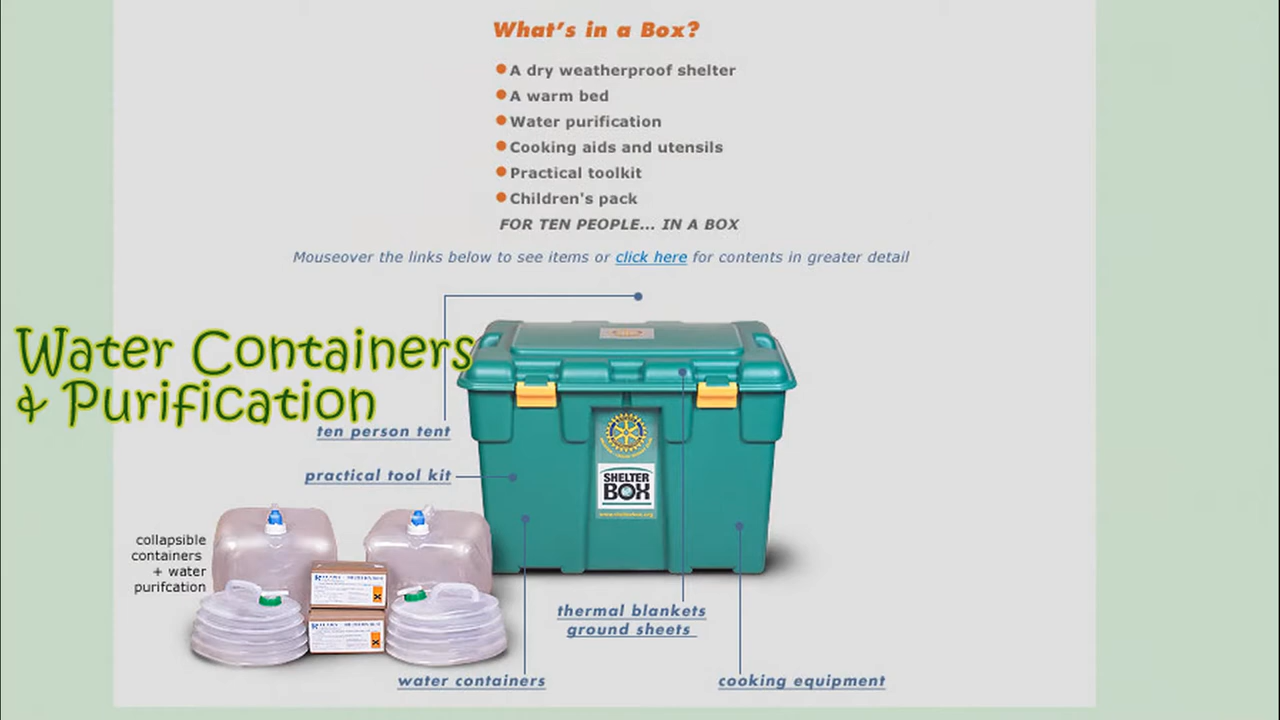 What's in a Box?
A dry weatherproof shelter
A warm bed
Water purification
Cooking aids and utensils
Practical toolkit
Children's pack
FOR TEN PEOPLE... IN A BOX
Mouseover the links below to see items or click here for contents in greater detail
Water Containers
& Purification
ten person tent
practical tool kit
SHELTER
BOX
www.shelterbox.org
collapsible
containers
+ water
purifcation
thermal blankets
ground sheets
water containers
cooking equipment